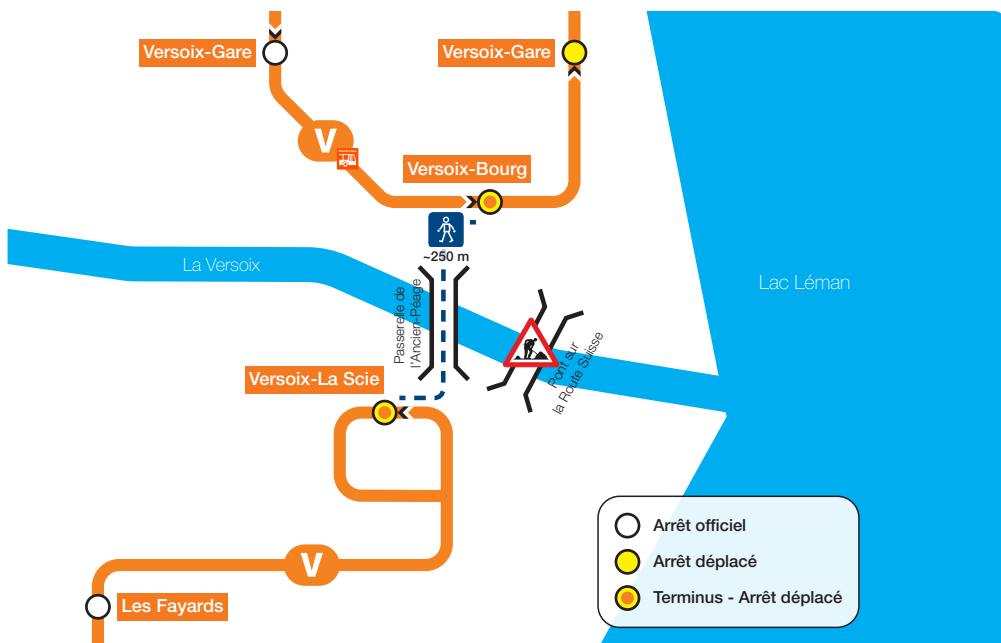 Versoix-Gare
Versoix-Gare
V
Versoix-Bourg
~250 m
La Versoix
Lac Léman
Passerelle de
l'Ancien-Péage
Pont sur
la Route Suisse
Versoix-La Scie
V
Les Fayards
Arrêt officiel
Arrêt déplacé
Terminus - Arrêt déplacé